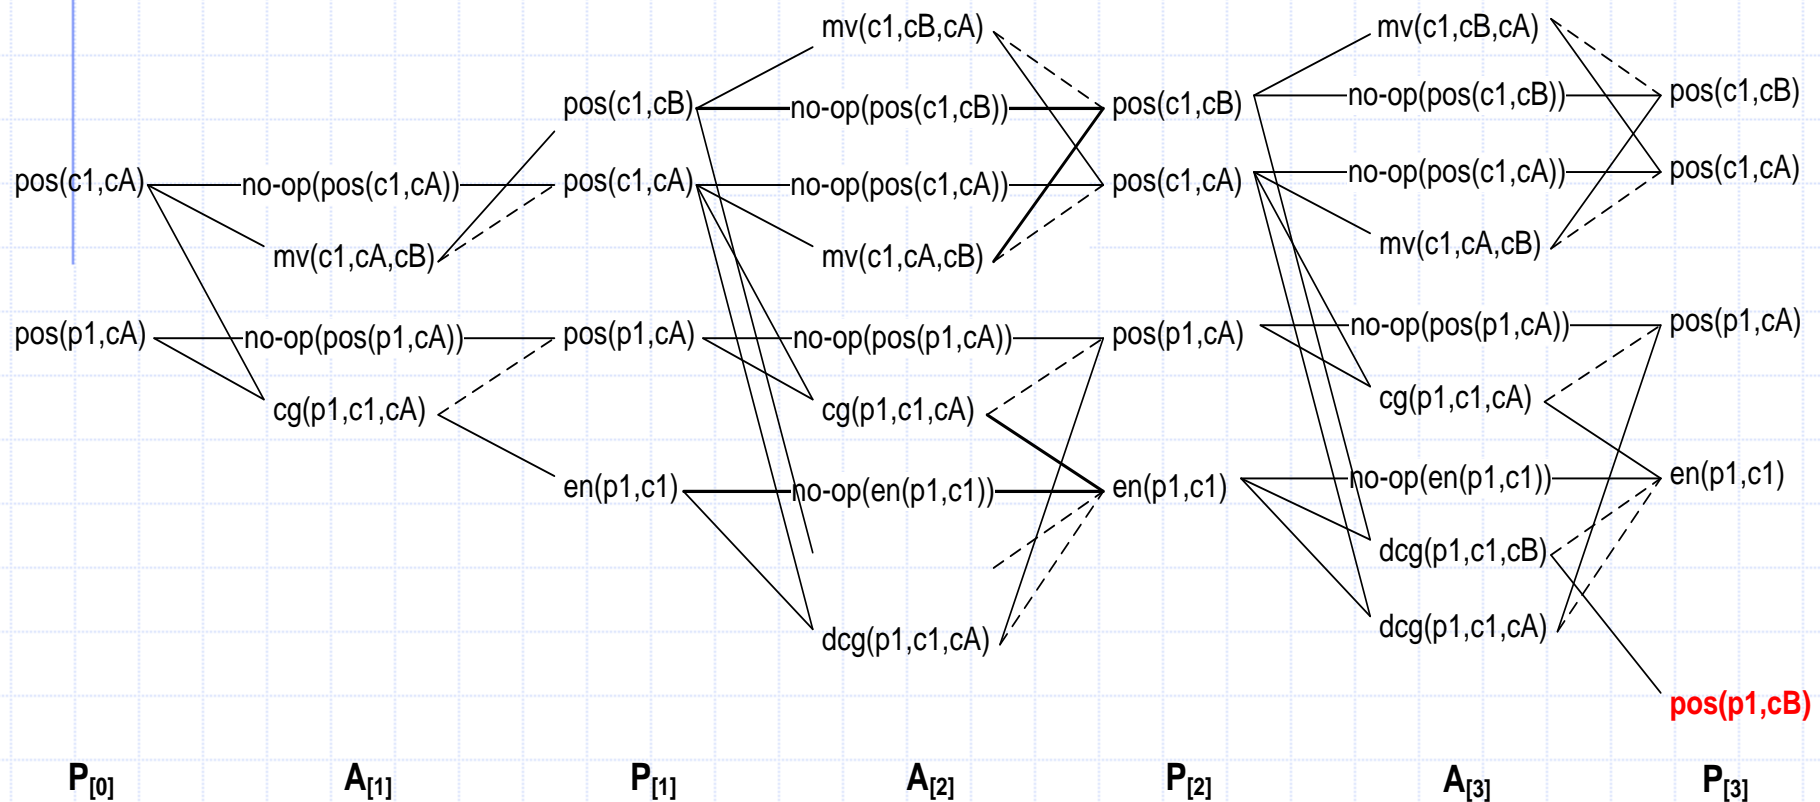 mv(c1,cB,cA)
mv(c1,cB,cA)
pos(c1,cB)
no-op(pos(c1,cB))
pos(c1,cB)
no-op(pos(c1,cB))
pos(c1,cB)
pos(c1,cA)
no-op(pos(c1,cA))
pos(c1,cA)
no-op(pos(c1,cA))
pos(c1,cA)
no-op(pos(c1,cA))
pos(c1,cA)
mv(c1,cA,cB)
mv(c1,cA,cB)
mv(c1,cA,cB)
pos(p1,cA)
no-op(pos(p1,cA))
pos(p1,cA)
no-op(pos(p1,cA))
pos(p1,cA)
no-op(pos(p1,cA))
pos(p1,cA)
cg(p1,c1,cA)
cg(p1,c1,cA)
cg(p1,c1,cA)
en(p1,c1)
no-op(en(p1,c1))
en(p1,c1)
no-op(en(p1,c1))
en(p1,c1)
dcg(p1,c1,cB)
dcg(p1,c1,cA)
dcg(p1,c1,cA)
pos(p1,cB)
P[0]
A[1]
P[1]
A[2]
P[2]
A[3]
P[3]